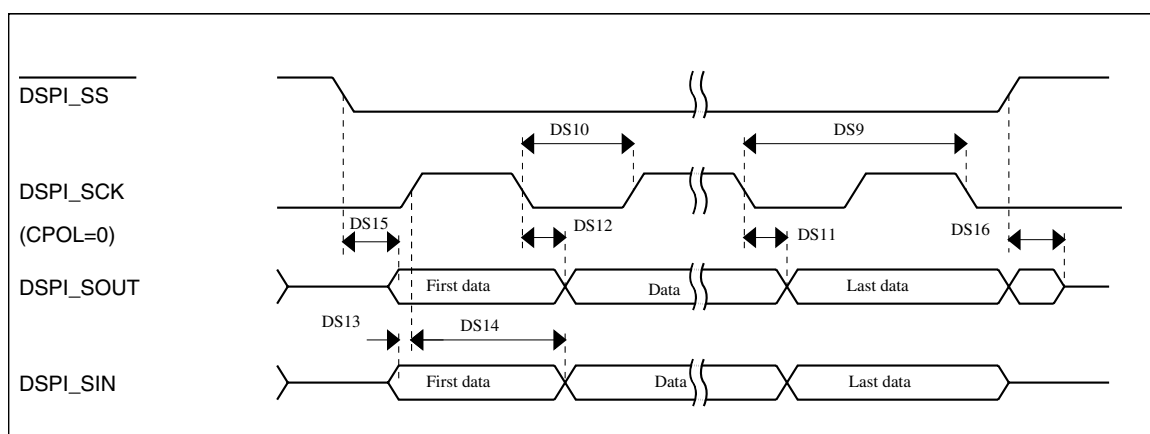 DSPI_SS
DS10
DS9
DSPI_SCK
(CPOL=0)
DS15
DS12
DS11
DS16
DSPI_SOUT
First data
Data
Last data
DS13
DS14
DSPI_SIN
First data
Data
Last data